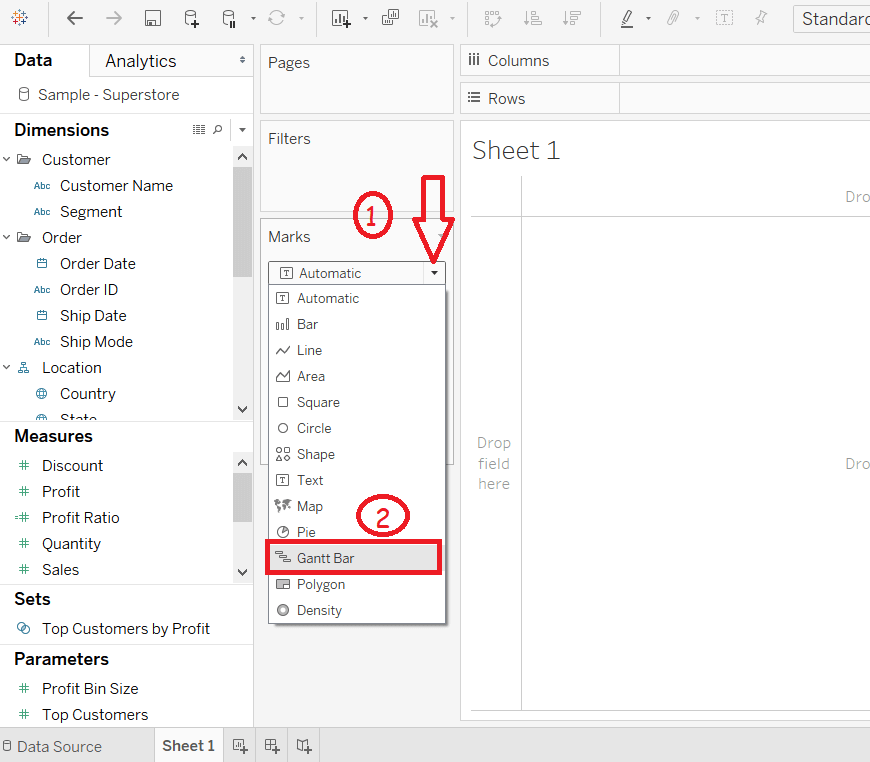 Standard
Data
Analytics
Sample - Superstore
Dimensions
Customer
Abc Customer Name
Abc Segment
Order
Order Date
Abc Order ID
Ship Date
Abc Ship Mode
Location
Country
State
Measures
Discount
Profit
Profit Ratio
Quantity
Sales
Sets
Top Customers by Profit
Parameters
Profit Bin Size
Top Customers
Pages
Filters
1
Marks
T Automatic
T Automatic
Bar
Line
Area
Square
Circle
Shape
T Text
Map
2
Pie
Gantt Bar
Polygon
Density
Columns
Rows
Sheet 1
Dro
Drop
field
here
Dro
Data Source
Sheet 1